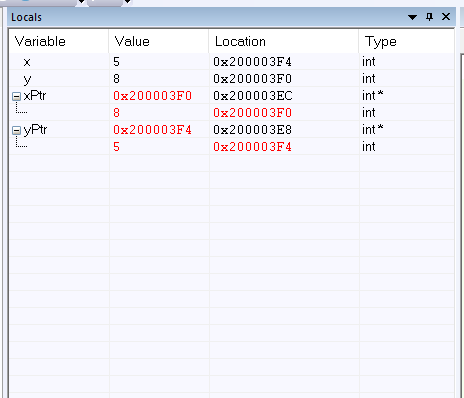 Locals
Variable Value Location Type
x 5 0x200003F4 int
y 8 0x200003F0 int
xPtr 0x200003F0 0x200003EC int*
8 0x200003F0 int
yPtr 0x200003F4 0x200003E8 int*
5 0x200003F4 int